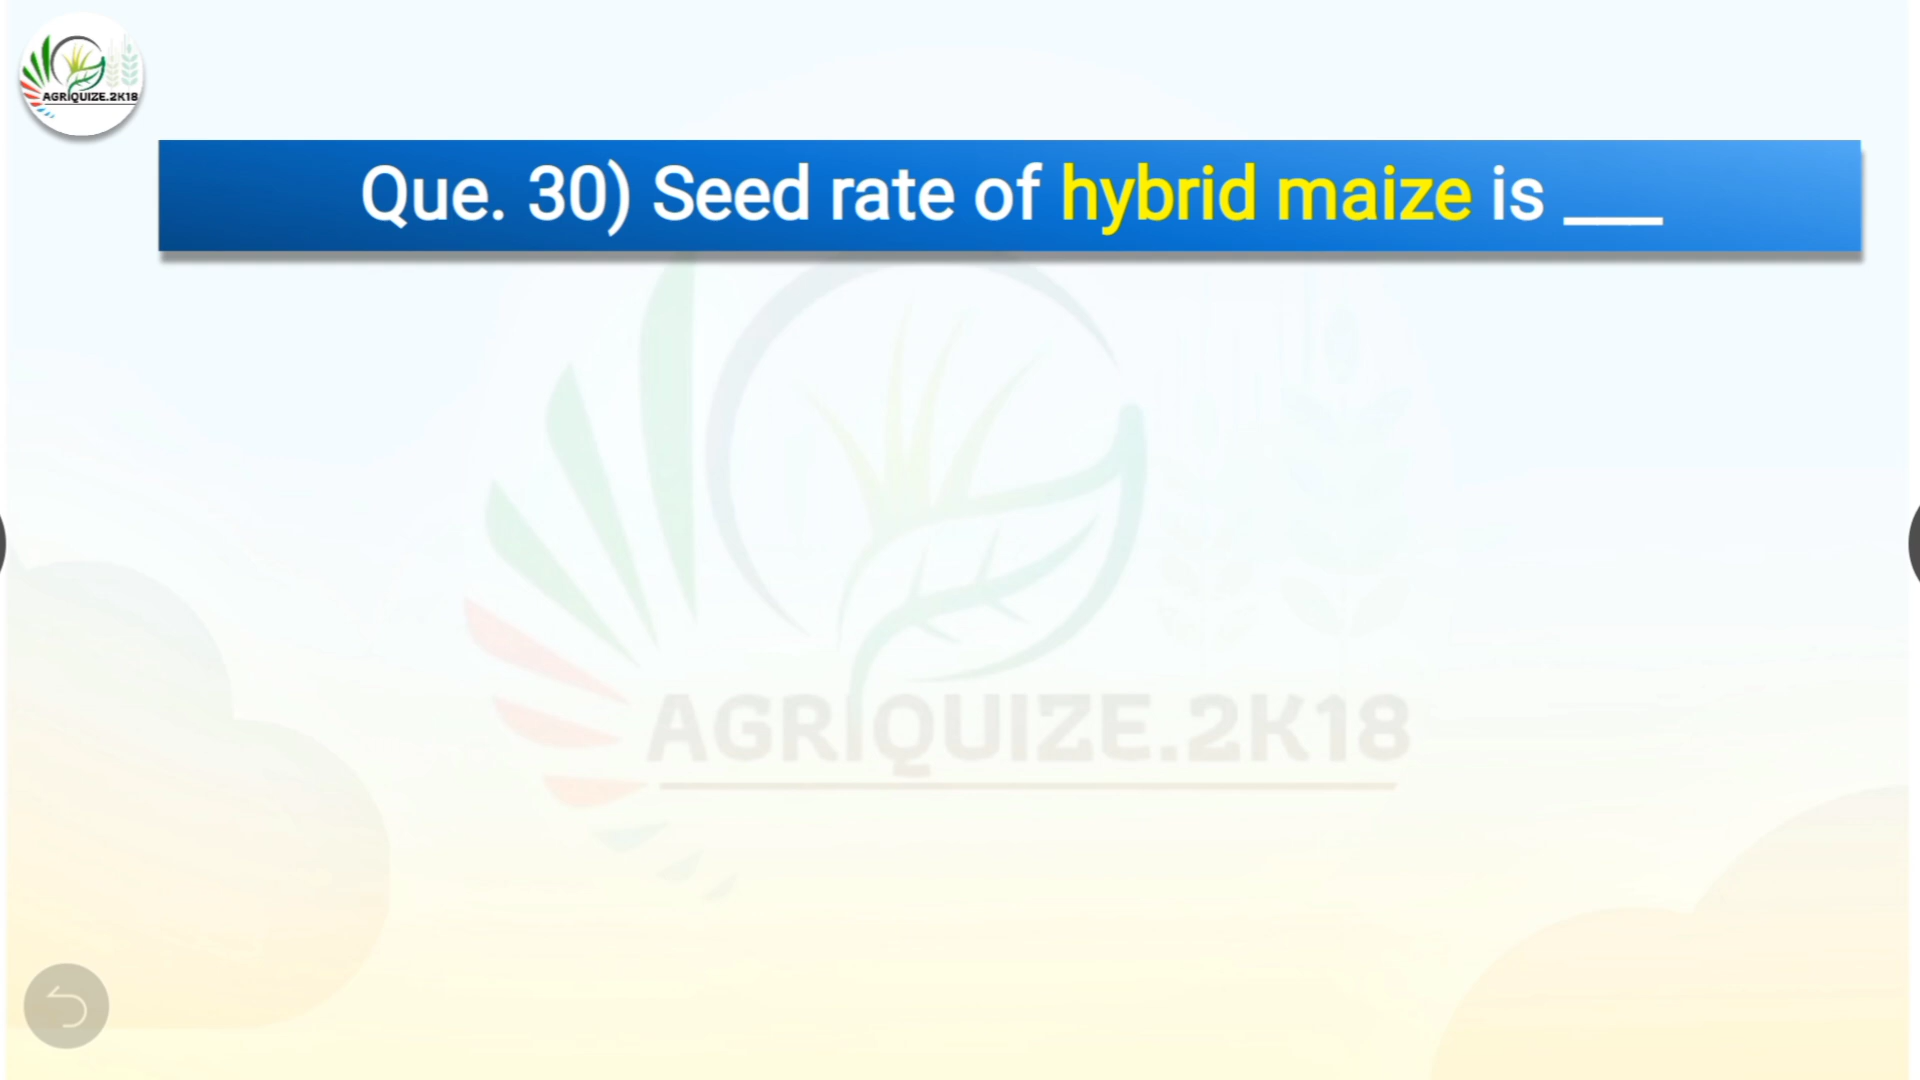 AGRIQUIZE.2K18
Que. 30) Seed rate of hybrid maize is ___
AGRIQUIZE.2K18